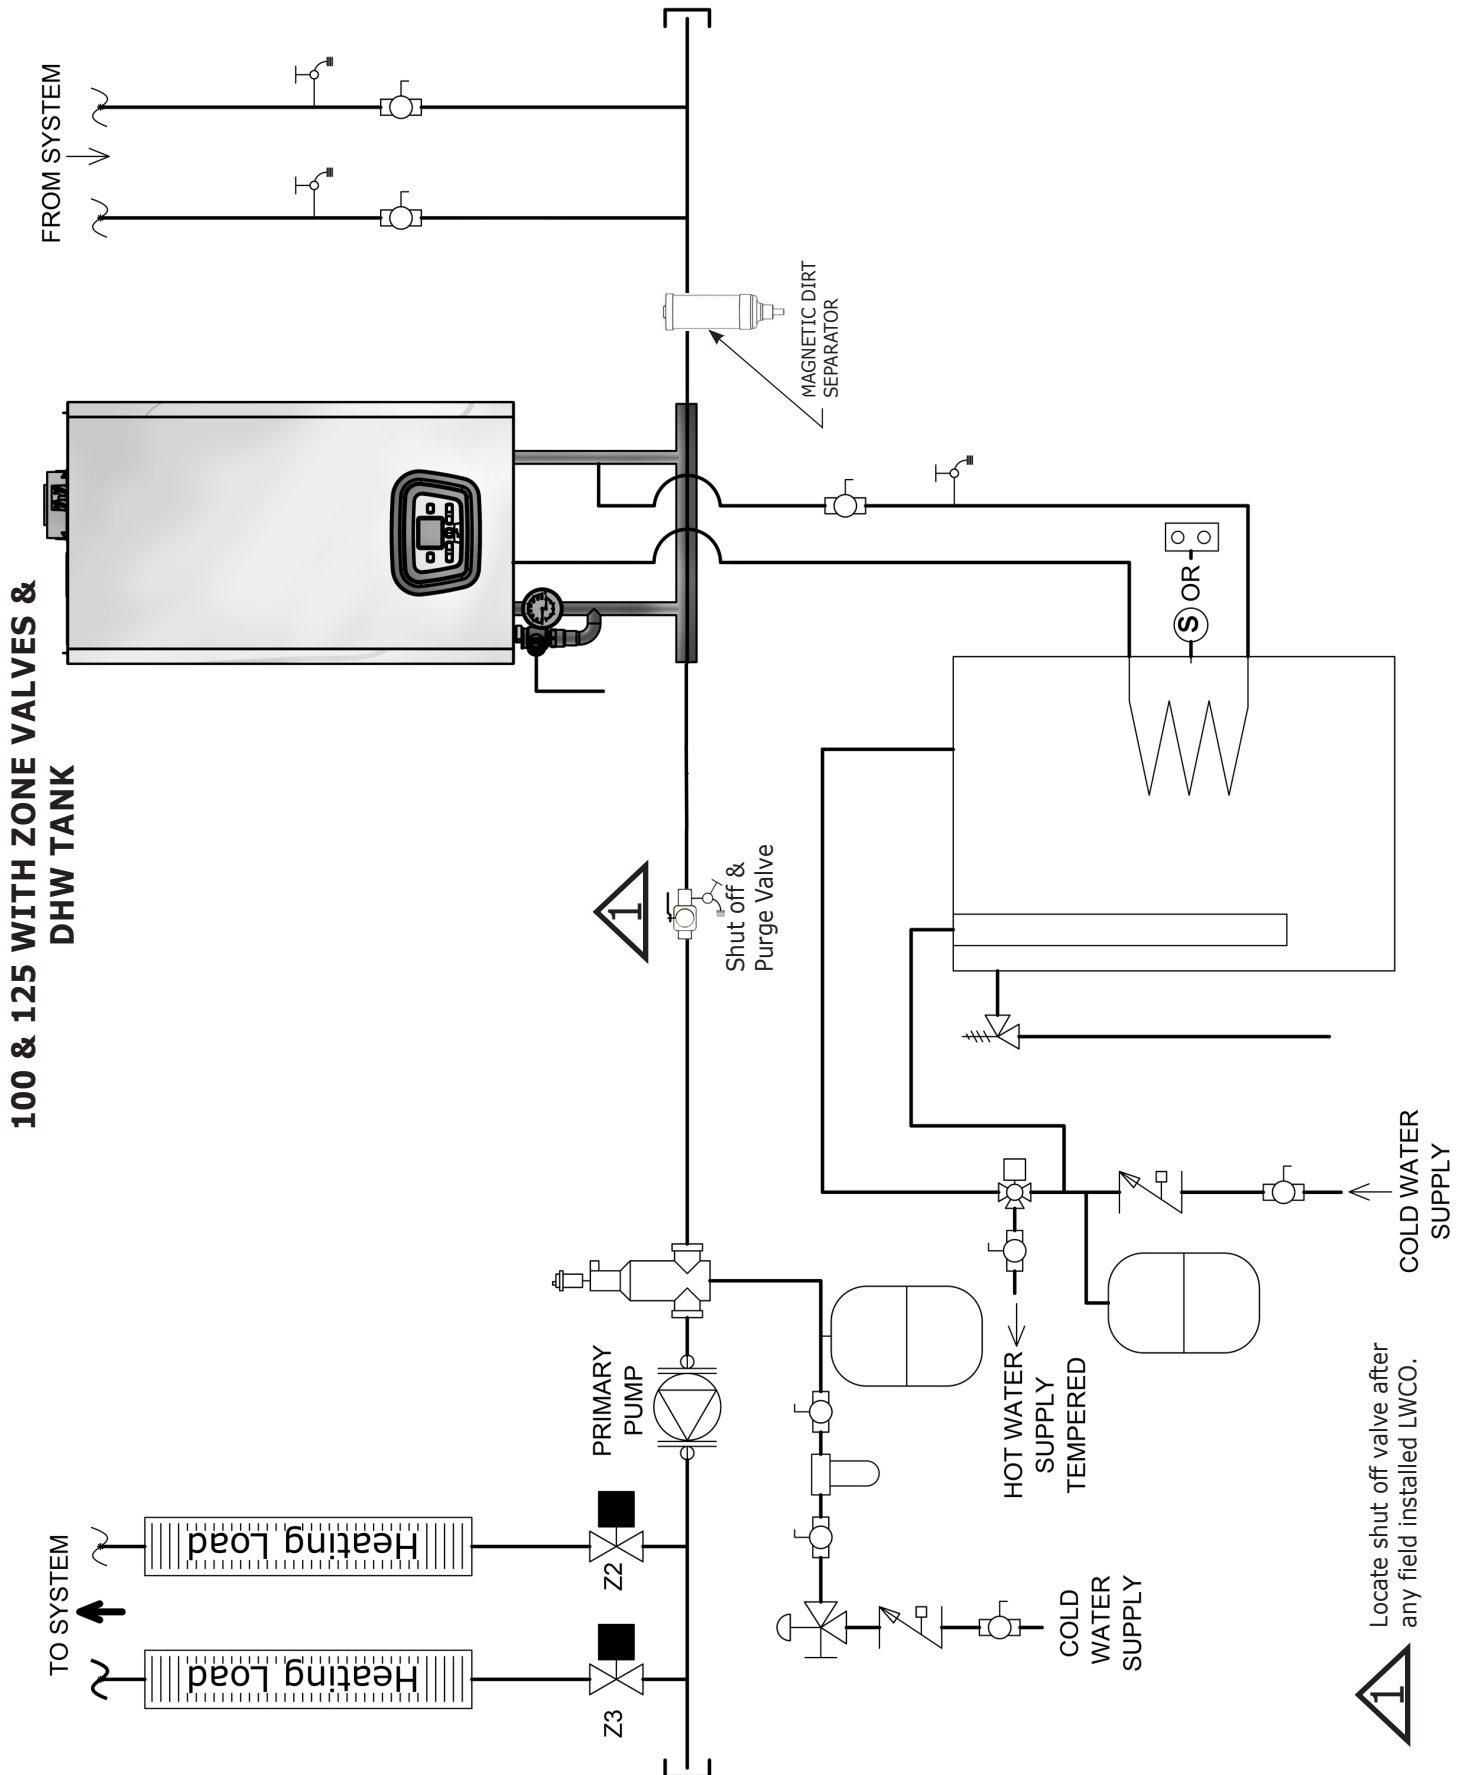 100 & 125 WITH ZONE VALVES &
DHW TANK
TO SYSTEM
FROM SYSTEM
Heating Load
Heating Load
Z3
Z2
PRIMARY
PUMP
1
Shut off &
Purge Valve
MAGNETIC DIRT
SEPARATOR
COLD
WATER
SUPPLY
HOT WATER
SUPPLY
TEMPERED
S
OR
COLD WATER
SUPPLY
1
Locate shut off valve after
any field installed LWCO.